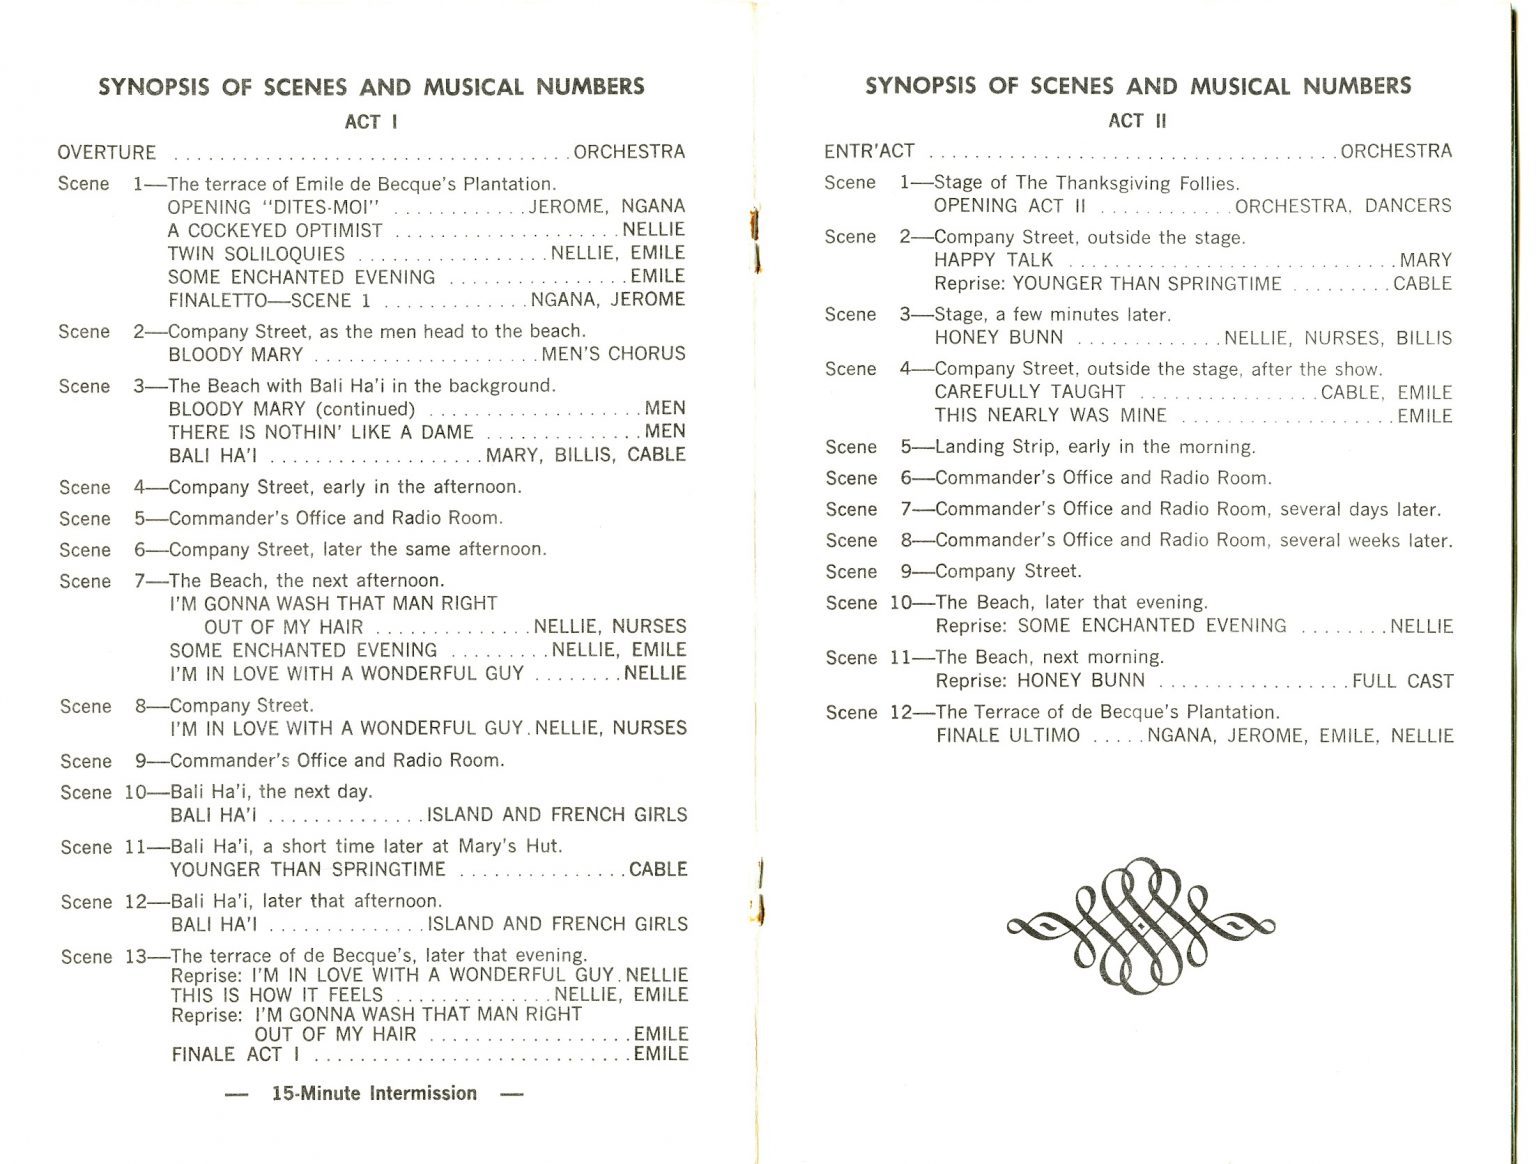 SYNOPSIS OF SCENES AND MUSICAL NUMBERS
ACT I
OVERTURE ................................... ORCHESTRA
Scene 1—The terrace of Emile de Becque's Plantation.
OPENING "DITES-MOI" ............ JEROME, NGANA
A COCKEYED OPTIMIST .................... NELLIE
TWIN SOLILOQUIES ................. NELLIE, EMILE
SOME ENCHANTED EVENING ................ EMILE
FINALETTO—SCENE 1 ............. NGANA, JEROME
Scene 2—Company Street, as the men head to the beach.
BLOODY MARY .................... MEN'S CHORUS
Scene 3—The Beach with Bali Ha'i in the background.
BLOODY MARY (continued) ................... MEN
THERE IS NOTHIN' LIKE A DAME .............. MEN
BALI HA'I ................... MARY, BILLIS, CABLE
Scene 4—Company Street, early in the afternoon.
Scene 5—Commander's Office and Radio Room.
Scene 6—Company Street, later the same afternoon.
Scene 7—The Beach, the next afternoon.
I'M GONNA WASH THAT MAN RIGHT
OUT OF MY HAIR .............. NELLIE, NURSES
SOME ENCHANTED EVENING ......... NELLIE, EMILE
I'M IN LOVE WITH A WONDERFUL GUY ........ NELLIE
Scene 8—Company Street.
I'M IN LOVE WITH A WONDERFUL GUY. NELLIE, NURSES
Scene 9—Commander's Office and Radio Room.
Scene 10—Bali Ha'i, the next day.
BALI HA'I .............. ISLAND AND FRENCH GIRLS
Scene 11—Bali Ha'i, a short time later at Mary's Hut.
YOUNGER THAN SPRINGTIME ............... CABLE
Scene 12—Bali Ha'i, later that afternoon.
BALI HA'I .............. ISLAND AND FRENCH GIRLS
Scene 13—The terrace of de Becque's, later that evening.
Reprise: I'M IN LOVE WITH A WONDERFUL GUY. NELLIE
THIS IS HOW IT FEELS .............. NELLIE, EMILE
Reprise: I'M GONNA WASH THAT MAN RIGHT
OUT OF MY HAIR .................. EMILE
FINALE ACT I ............................ EMILE
— 15-Minute Intermission —
SYNOPSIS OF SCENES AND MUSICAL NUMBERS
ACT II
ENTR'ACT .................................... ORCHESTRA
Scene 1—Stage of The Thanksgiving Follies.
OPENING ACT II ............ ORCHESTRA, DANCERS
Scene 2—Company Street, outside the stage.
HAPPY TALK ............................. MARY
Reprise: YOUNGER THAN SPRINGTIME ......... CABLE
Scene 3—Stage, a few minutes later.
HONEY BUNN ............. NELLIE, NURSES, BILLIS
Scene 4—Company Street, outside the stage, after the show.
CAREFULLY TAUGHT ................ CABLE, EMILE
THIS NEARLY WAS MINE ................... EMILE
Scene 5—Landing Strip, early in the morning.
Scene 6—Commander's Office and Radio Room.
Scene 7—Commander's Office and Radio Room, several days later.
Scene 8—Commander's Office and Radio Room, several weeks later.
Scene 9—Company Street.
Scene 10—The Beach, later that evening.
Reprise: SOME ENCHANTED EVENING ........ NELLIE
Scene 11—The Beach, next morning.
Reprise: HONEY BUNN ................. FULL CAST
Scene 12—The Terrace of de Becque's Plantation.
FINALE ULTIMO ..... NGANA, JEROME, EMILE, NELLIE